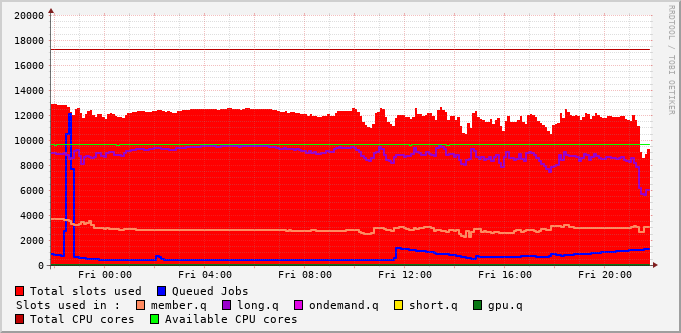 20000
18000
16000
14000
12000
10000
8000
6000
4000
2000
0
Fri 00:00 Fri 04:00 Fri 08:00 Fri 12:00 Fri 16:00 Fri 20:00
RRDTOOL / TOBI OETIKER
Total slots used Queued Jobs
Slots used in : member.q long.q ondemand.q short.q gpu.q
Total CPU cores Available CPU cores